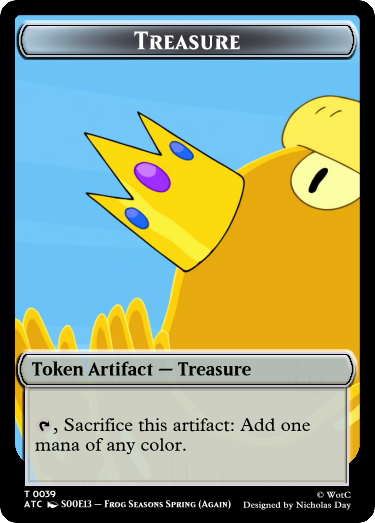 Treasure
Token Artifact — Treasure
, Sacrifice this artifact: Add one
mana of any color.
T 0039
© WotC
ATC S00E13 – Frog Seasons Spring (Again)
Designed by Nicholas Day